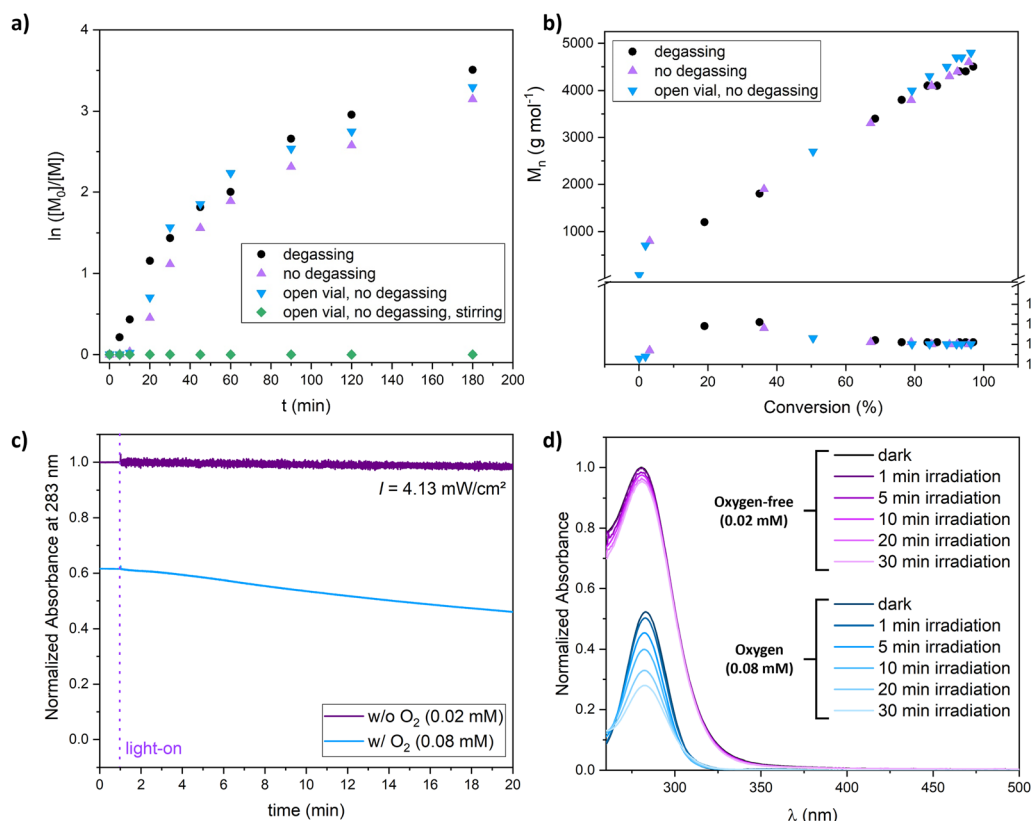 a)
4
3
2
1
0
ln ([M₀]/[M])
degassing
no degassing
open vial, no degassing
open vial, no degassing, stirring
0 20 40 60 80 100 120 140 160 180 200
t (min)
b)
5000
4000
3000
2000
1000
Mₙ (g mol⁻¹)
degassing
no degassing
open vial, no degassing
1
1
1
1
1
0 20 40 60 80 100
Conversion (%)
c)
1.0
0.8
0.6
0.4
0.2
0.0
Normalized Absorbance at 283 nm
I = 4.13 mW/cm²
w/o O₂ (0.02 mM)
w/ O₂ (0.08 mM)
light-on
0 2 4 6 8 10 12 14 16 18 20
time (min)
d)
1.0
0.8
0.6
0.4
0.2
0.0
Normalized Absorbance
Oxygen-free
(0.02 mM)
dark
1 min irradiation
5 min irradiation
10 min irradiation
20 min irradiation
30 min irradiation
Oxygen
(0.08 mM)
dark
1 min irradiation
5 min irradiation
10 min irradiation
20 min irradiation
30 min irradiation
300 350 400 450 500
λ (nm)